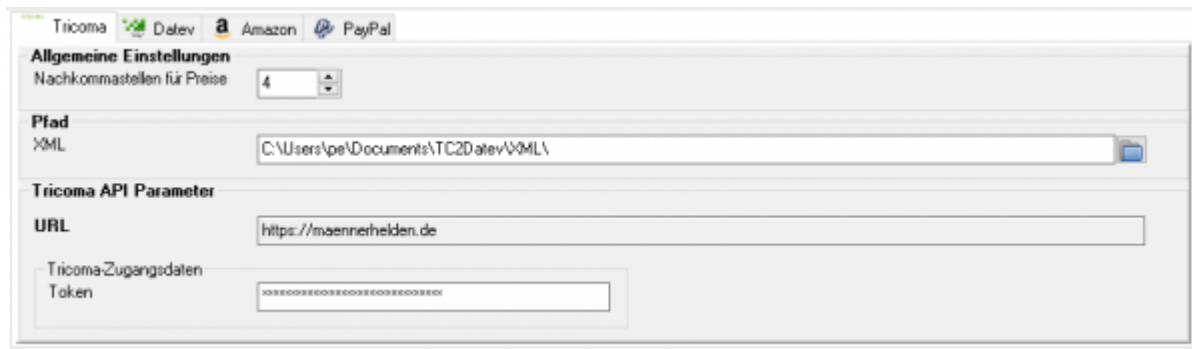 Tricoma Datev Amazon PayPal
Allgemeine Einstellungen
Nachkommastellen für Preise 4
Pfad
XML C:\Users\pe\Documents\TC2Datev\XML\
Tricoma API Parameter
URL https://maennerhelden.de
Tricoma-Zugangsdaten
Token